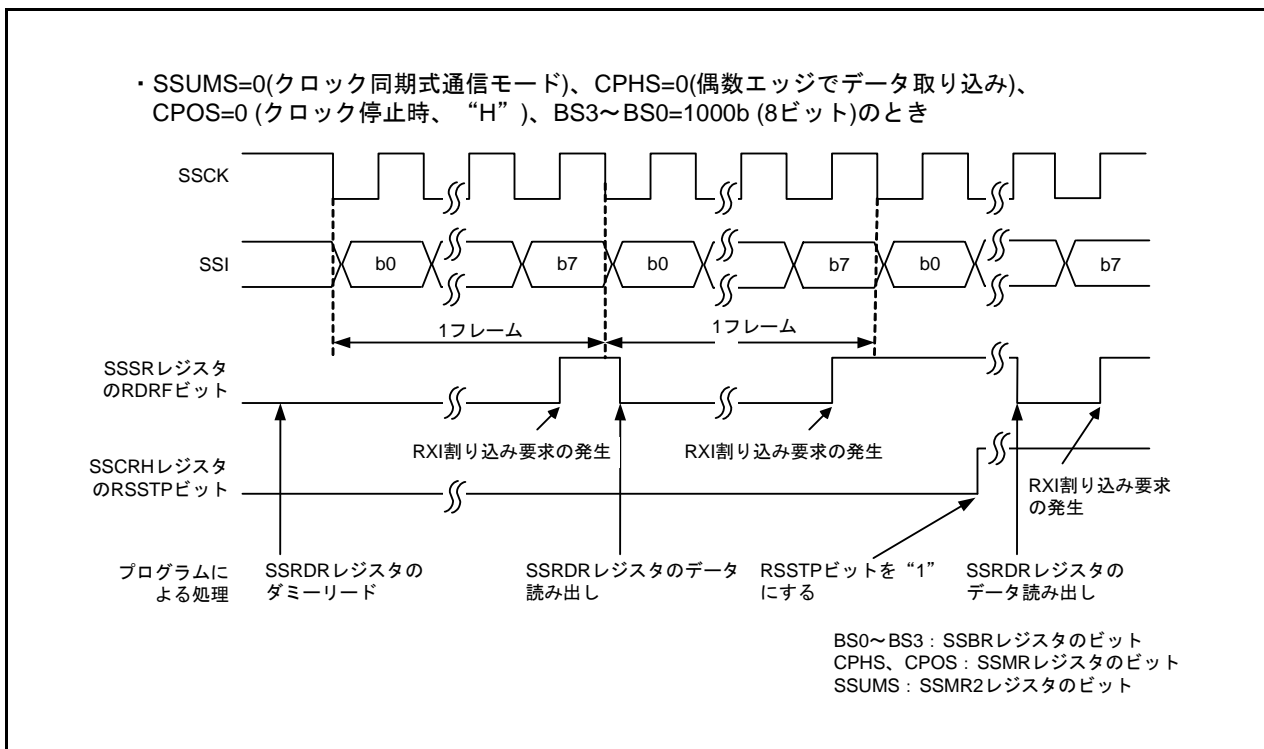 ・SSUMS=0(クロック同期式通信モード)、CPHS=0(偶数エッジでデータ取り込み)、
CPOS=0 (クロック停止時、“H”)、BS3～BS0=1000b (8ビット)のとき
SSCK
SSI
b0
b7
b0
b7
b0
b7
1フレーム
1フレーム
SSSRレジスタ
のRDRFビット
RXI割り込み要求の発生
RXI割り込み要求の発生
RXI割り込み要求
の発生
SSCRHレジスタ
のRSSTPビット
プログラムに
よる処理
SSRDRレジスタの
ダミーリード
SSRDRレジスタのデータ
読み出し
RSSTPビットを“1”
にする
SSRDRレジスタの
データ読み出し
BS0～BS3：SSBRレジスタのビット
CPHS、CPOS：SSMRレジスタのビット
SSUMS：SSMR2レジスタのビット